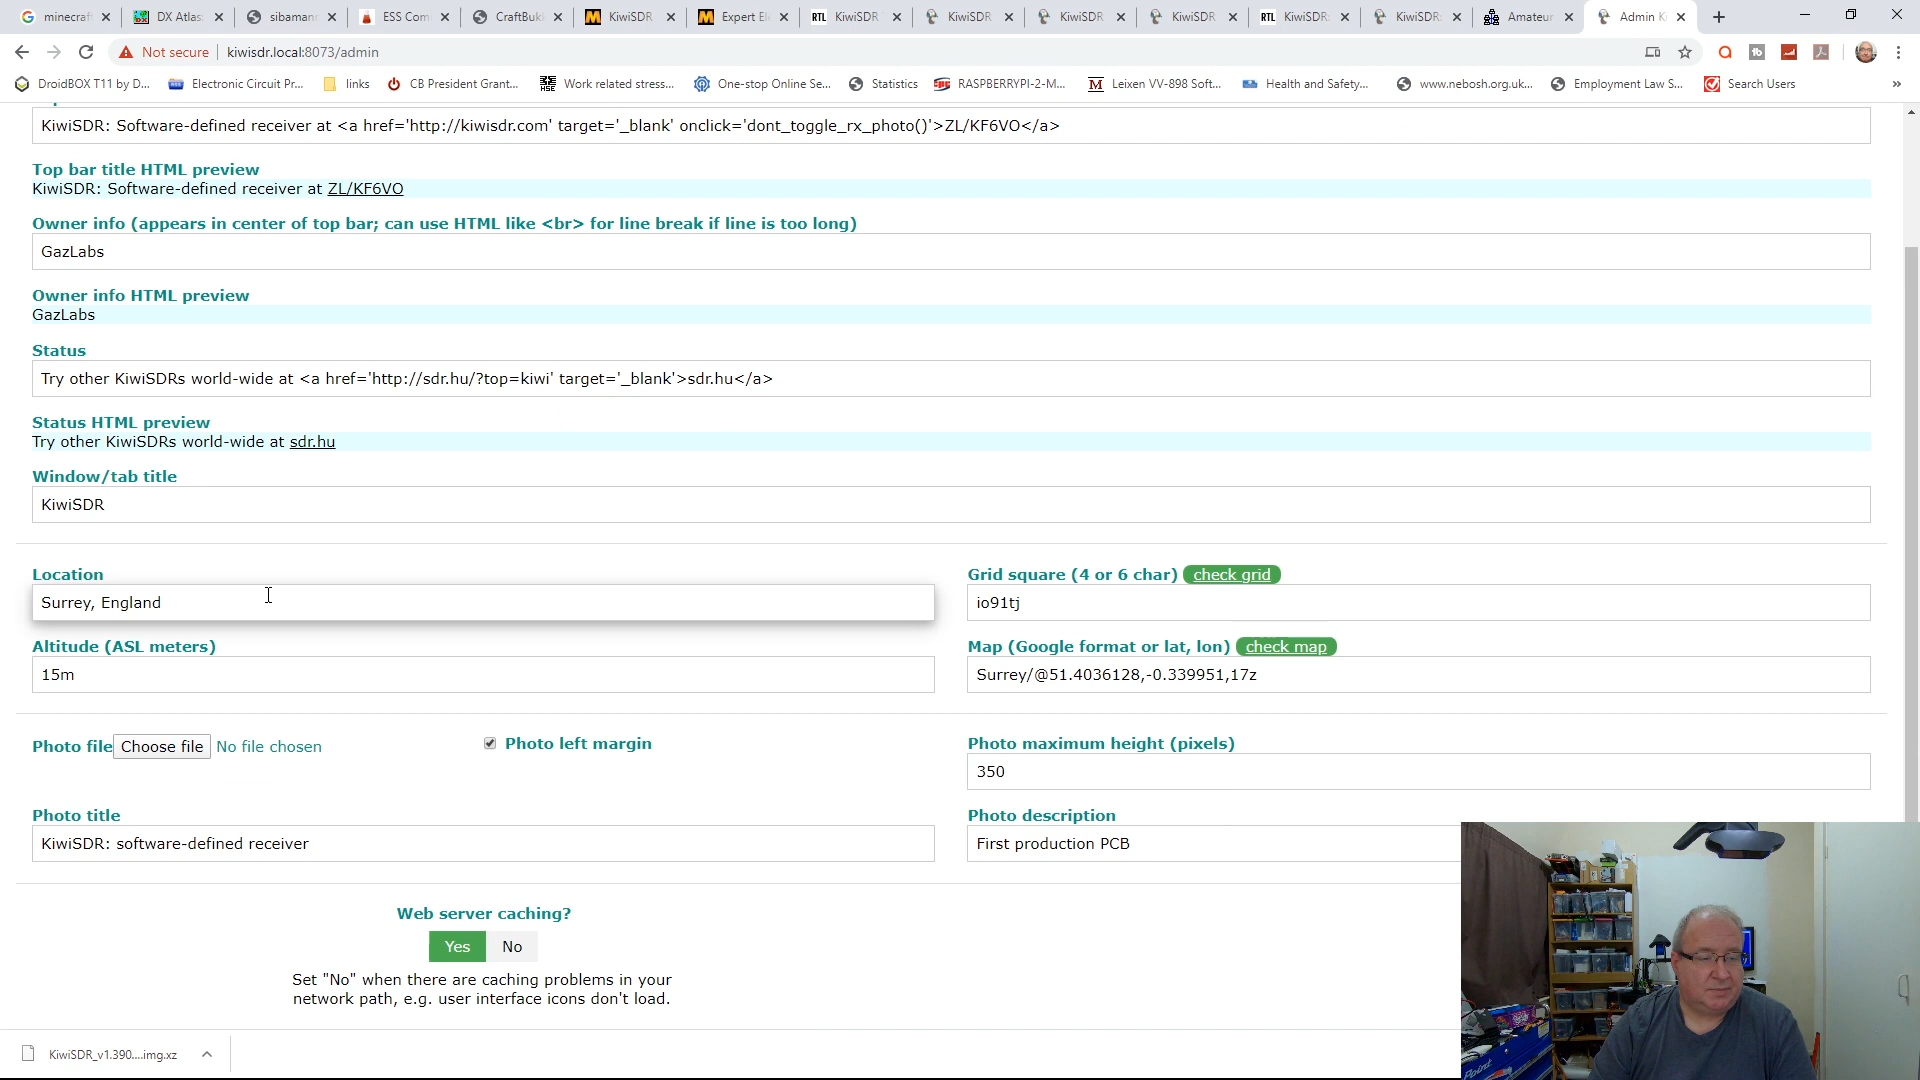 minecraf
DX Atlas
sibaman
ESS Com
CraftBuk
KiwiSDR
Expert El
KiwiSDR
KiwiSDR
KiwiSDR
KiwiSDR
KiwiSDR
KiwiSDR
Amateur
Admin K
Not secure
kiwisdr.local:8073/admin
DroidBOX T11 by D...
Electronic Circuit Pr...
links
CB President Grant...
Work related stress...
One-stop Online Se...
Statistics
RASPBERRYPI-2-M...
Leixen VV-898 Soft...
Health and Safety...
www.nebosh.org.uk...
Employment Law S...
Search Users
KiwiSDR: Software-defined receiver at <a href='http://kiwisdr.com' target='_blank' onclick='dont_toggle_rx_photo()'>ZL/KF6VO</a>
Top bar title HTML preview
KiwiSDR: Software-defined receiver at ZL/KF6VO
Owner info (appears in center of top bar; can use HTML like <br> for line break if line is too long)
GazLabs
Owner info HTML preview
GazLabs
Status
Try other KiwiSDRs world-wide at <a href='http://sdr.hu/?top=kiwi' target='_blank'>sdr.hu</a>
Status HTML preview
Try other KiwiSDRs world-wide at sdr.hu
Window/tab title
KiwiSDR
Location
Surrey, England
Grid square (4 or 6 char) check grid
io91tj
Altitude (ASL meters)
15m
Map (Google format or lat, lon) check map
Surrey/@51.4036128,-0.339951,17z
Photo file Choose file No file chosen
Photo left margin
Photo maximum height (pixels)
350
Photo title
KiwiSDR: software-defined receiver
Photo description
First production PCB
Web server caching?
Yes No
Set "No" when there are caching problems in your
network path, e.g. user interface icons don't load.
KiwiSDR_v1.390....img.xz